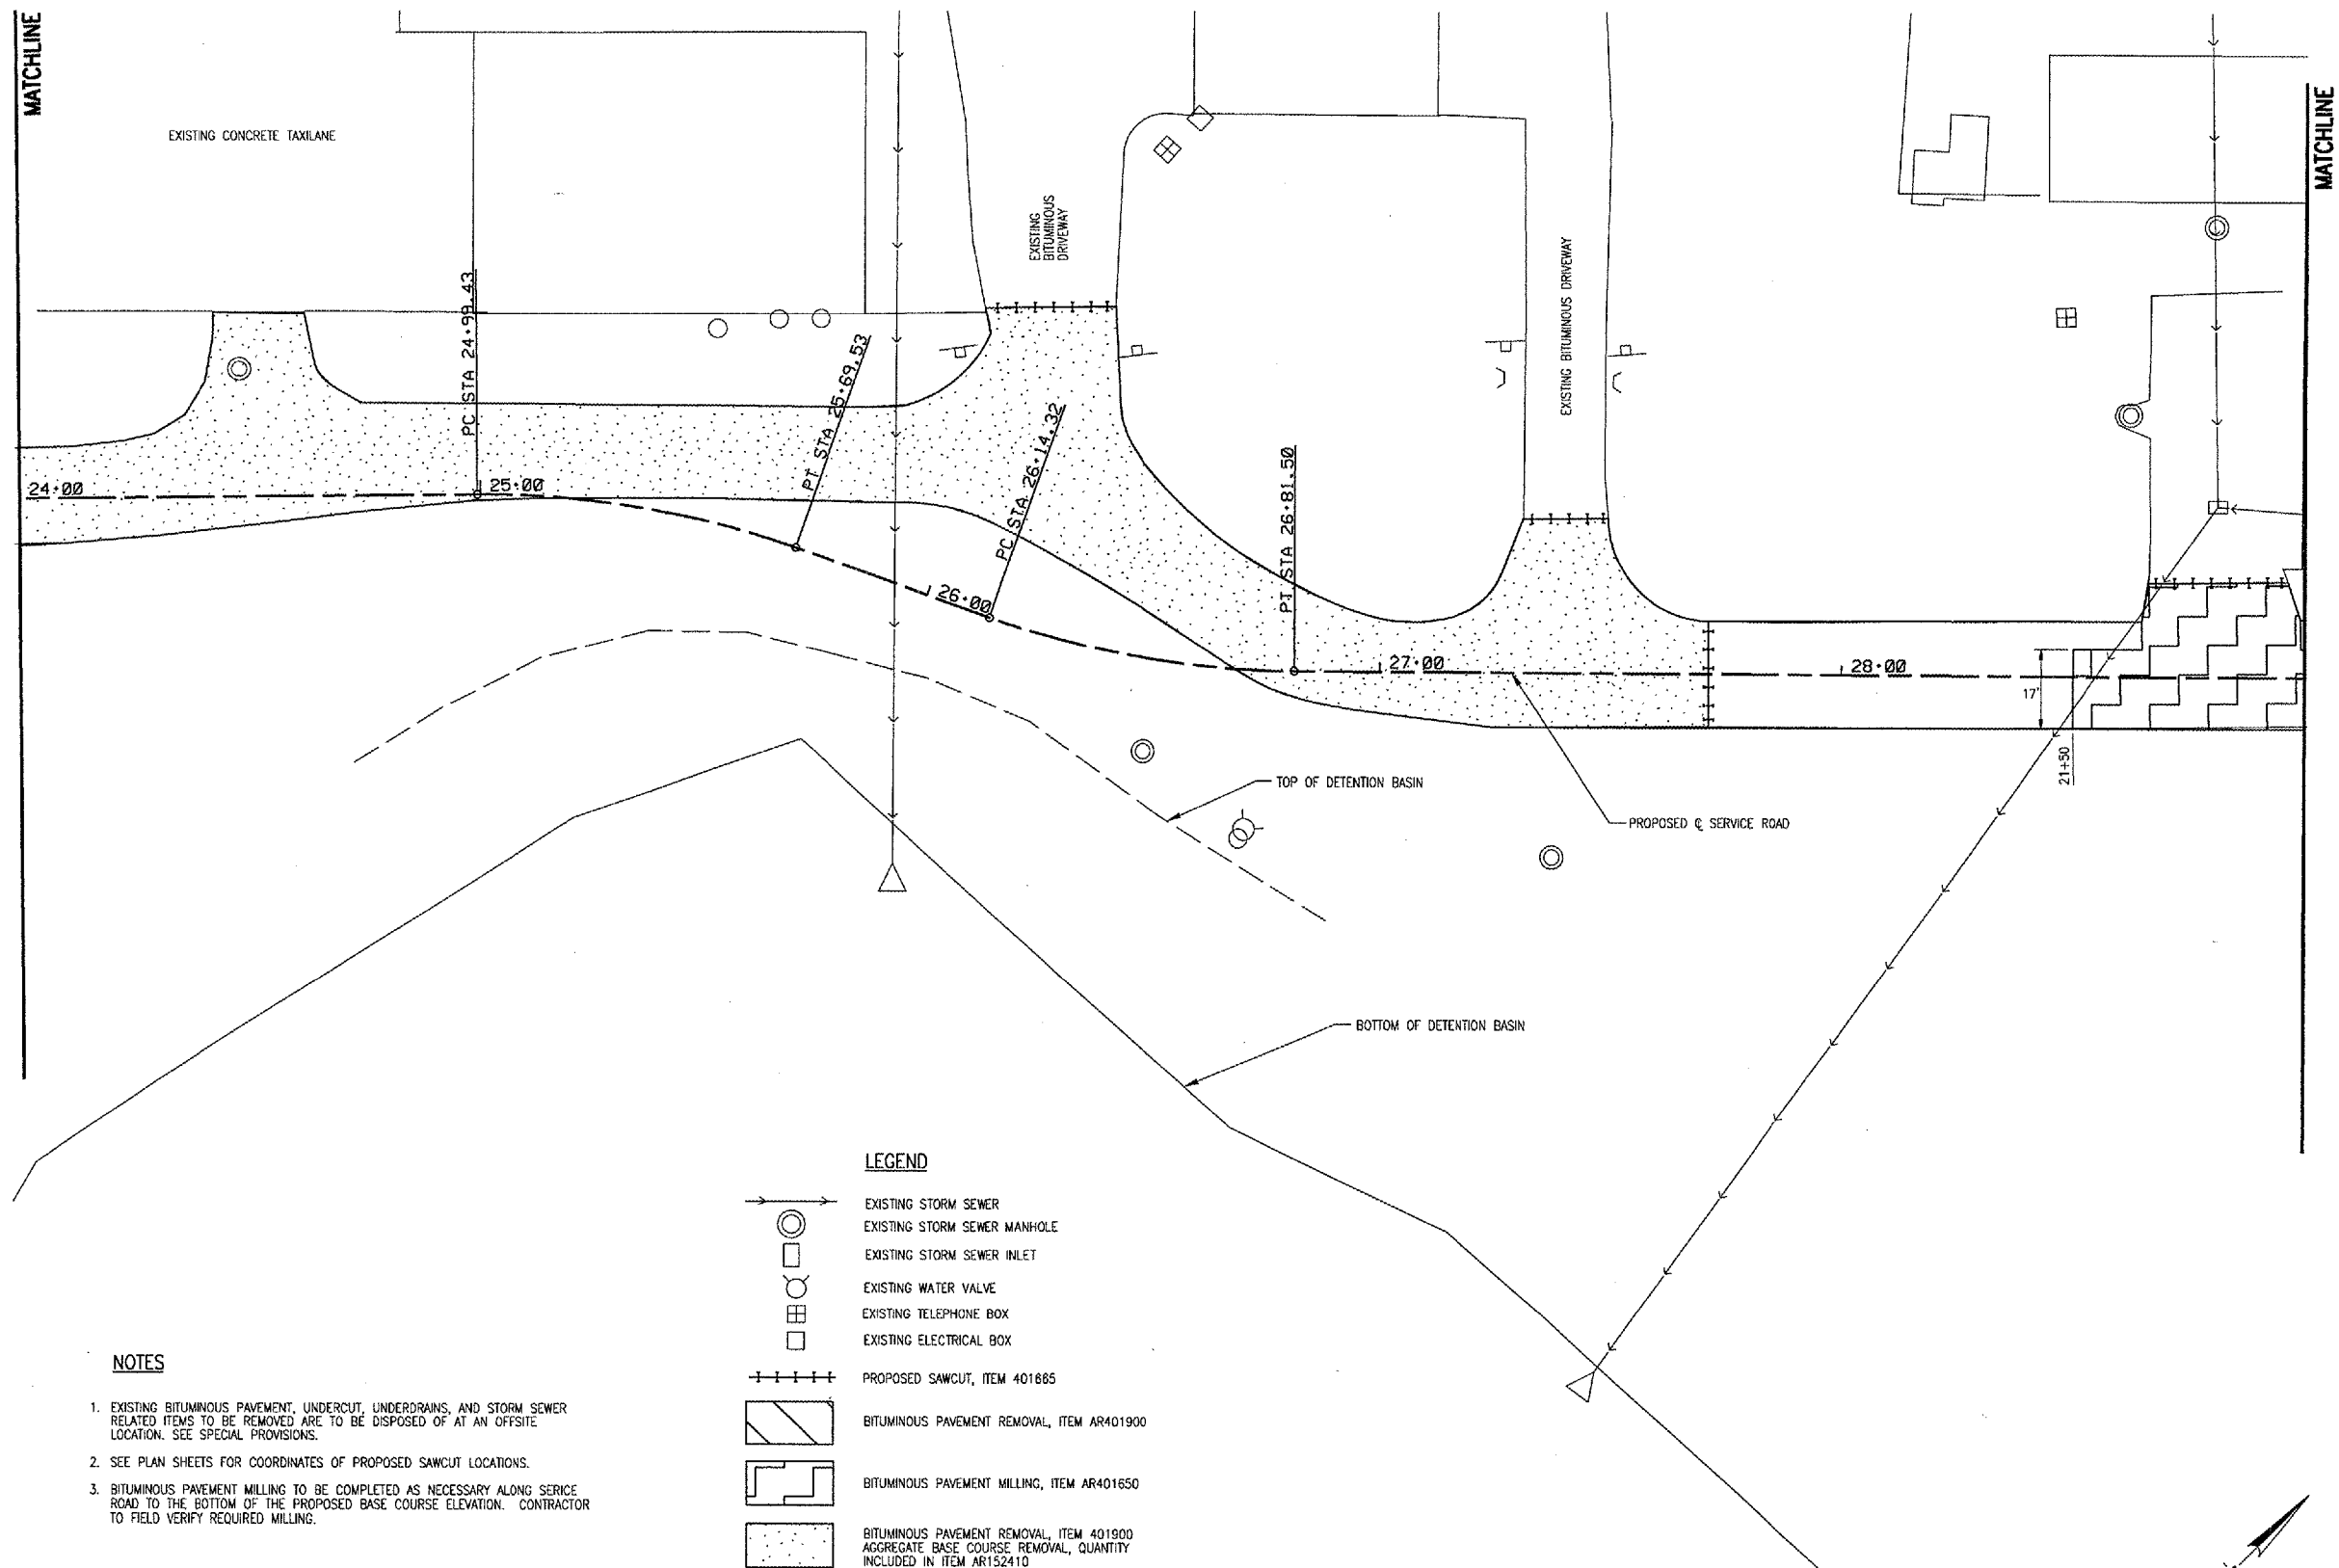 MATCHLINE
MATCHLINE
EXISTING CONCRETE TAXILANE
EXISTING
BITUMINOUS
DRIVEWAY
EXISTING BITUMINOUS DRIVEWAY
PC STA 24+99.43
PT STA 25+69.53
PC STA 26+14.32
PT STA 26+81.50
24+00
25+00
26+00
27+00
28+00
17'
21+50
TOP OF DETENTION BASIN
PROPOSED ℄ SERVICE ROAD
BOTTOM OF DETENTION BASIN
LEGEND
EXISTING STORM SEWER
EXISTING STORM SEWER MANHOLE
EXISTING STORM SEWER INLET
EXISTING WATER VALVE
EXISTING TELEPHONE BOX
EXISTING ELECTRICAL BOX
PROPOSED SAWCUT, ITEM 401665
BITUMINOUS PAVEMENT REMOVAL, ITEM AR401900
BITUMINOUS PAVEMENT MILLING, ITEM AR401650
BITUMINOUS PAVEMENT REMOVAL, ITEM 401900
AGGREGATE BASE COURSE REMOVAL, QUANTITY
INCLUDED IN ITEM AR152410
NOTES
1. EXISTING BITUMINOUS PAVEMENT, UNDERCUT, UNDERDRAINS, AND STORM SEWER
RELATED ITEMS TO BE REMOVED ARE TO BE DISPOSED OF AT AN OFFSITE
LOCATION. SEE SPECIAL PROVISIONS.
2. SEE PLAN SHEETS FOR COORDINATES OF PROPOSED SAWCUT LOCATIONS.
3. BITUMINOUS PAVEMENT MILLING TO BE COMPLETED AS NECESSARY ALONG SERICE
ROAD TO THE BOTTOM OF THE PROPOSED BASE COURSE ELEVATION. CONTRACTOR
TO FIELD VERIFY REQUIRED MILLING.